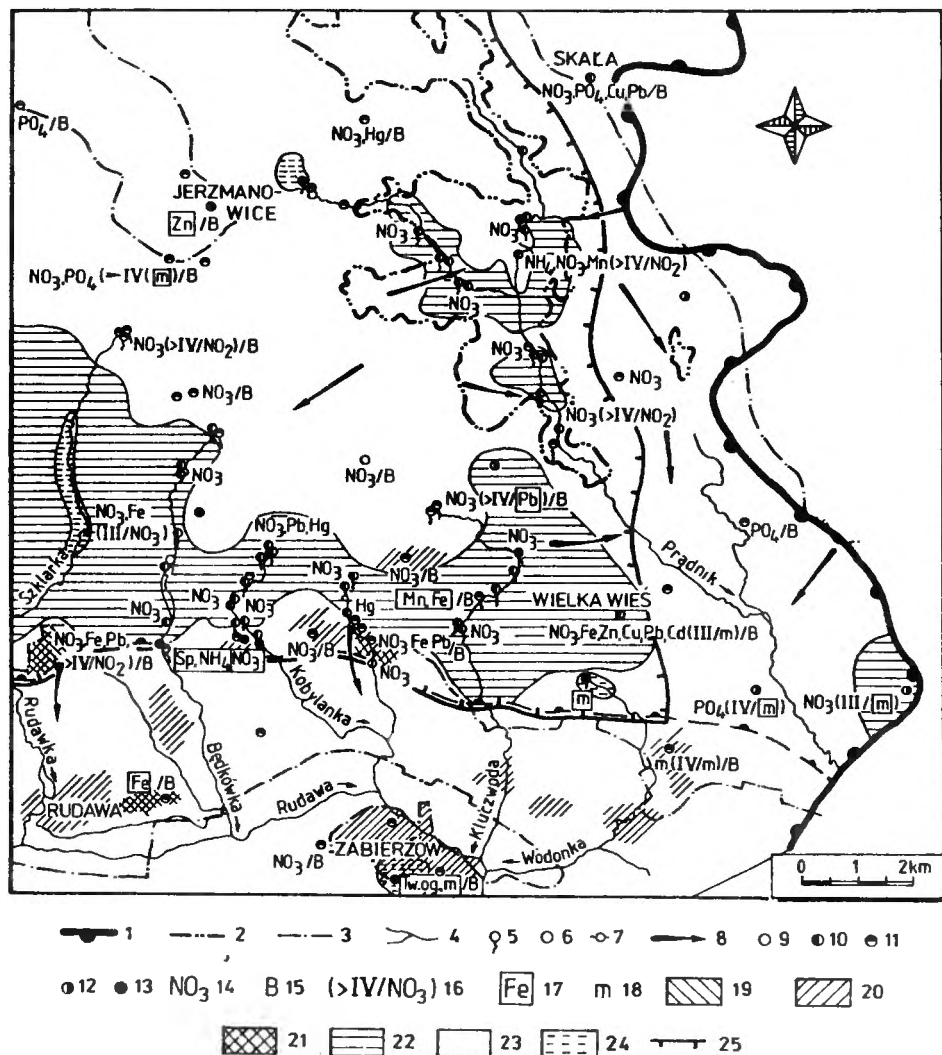 SKAŁA
NO3,PO4,Cu,Pb/B
PO4/B
NO3,Hg/B
JERZMANO-
WICE
Zn/B
NO3
NO3
NH4,NO3,Mn(>IV/NO2)
NO3,PO4(-IV(m)/B
NO3
NO3(>IV/NO2)/B
NO3
NO3
NO3/B
NO3(>IV/NO2)
NO3
NO3/B
NO3(>IV/Pb)/B
NO3,Fe
(III/NO3)
NO3,Pb,Hg
NO3
PO4/B
Szklarka
NO3/B
Prądnik
NO3
NO3
NO3
Hg
Mn,Fe/B
WIELKA WIEŚ
NO3
NO3
NO3,Fe,Zn,Cu,Pb,Cd(III/m)/B
NO3,Fe,Pb,
>IV/NO2)/B
Sp,NH4,NO3
NO3/B
NO3,Fe,Pb/
B
NO3
m
PO4(IV/m)
NO3(III/m)
Rudawka
Będkówka
Kobylanka
m(IV/m)/B
Fe/B
RUDAWA
Rudawa
Kluczwoda
ZABIERZÓW
NO3/B
Wodonka
Tw.og.m/B
0 1 2km
1 2 3 4 5 6 7 8 9 10 11
12 13 NO3 14 B 15 (>IV/NO3) 16 Fe 17 m 18 19 20
21 22 23 24 25